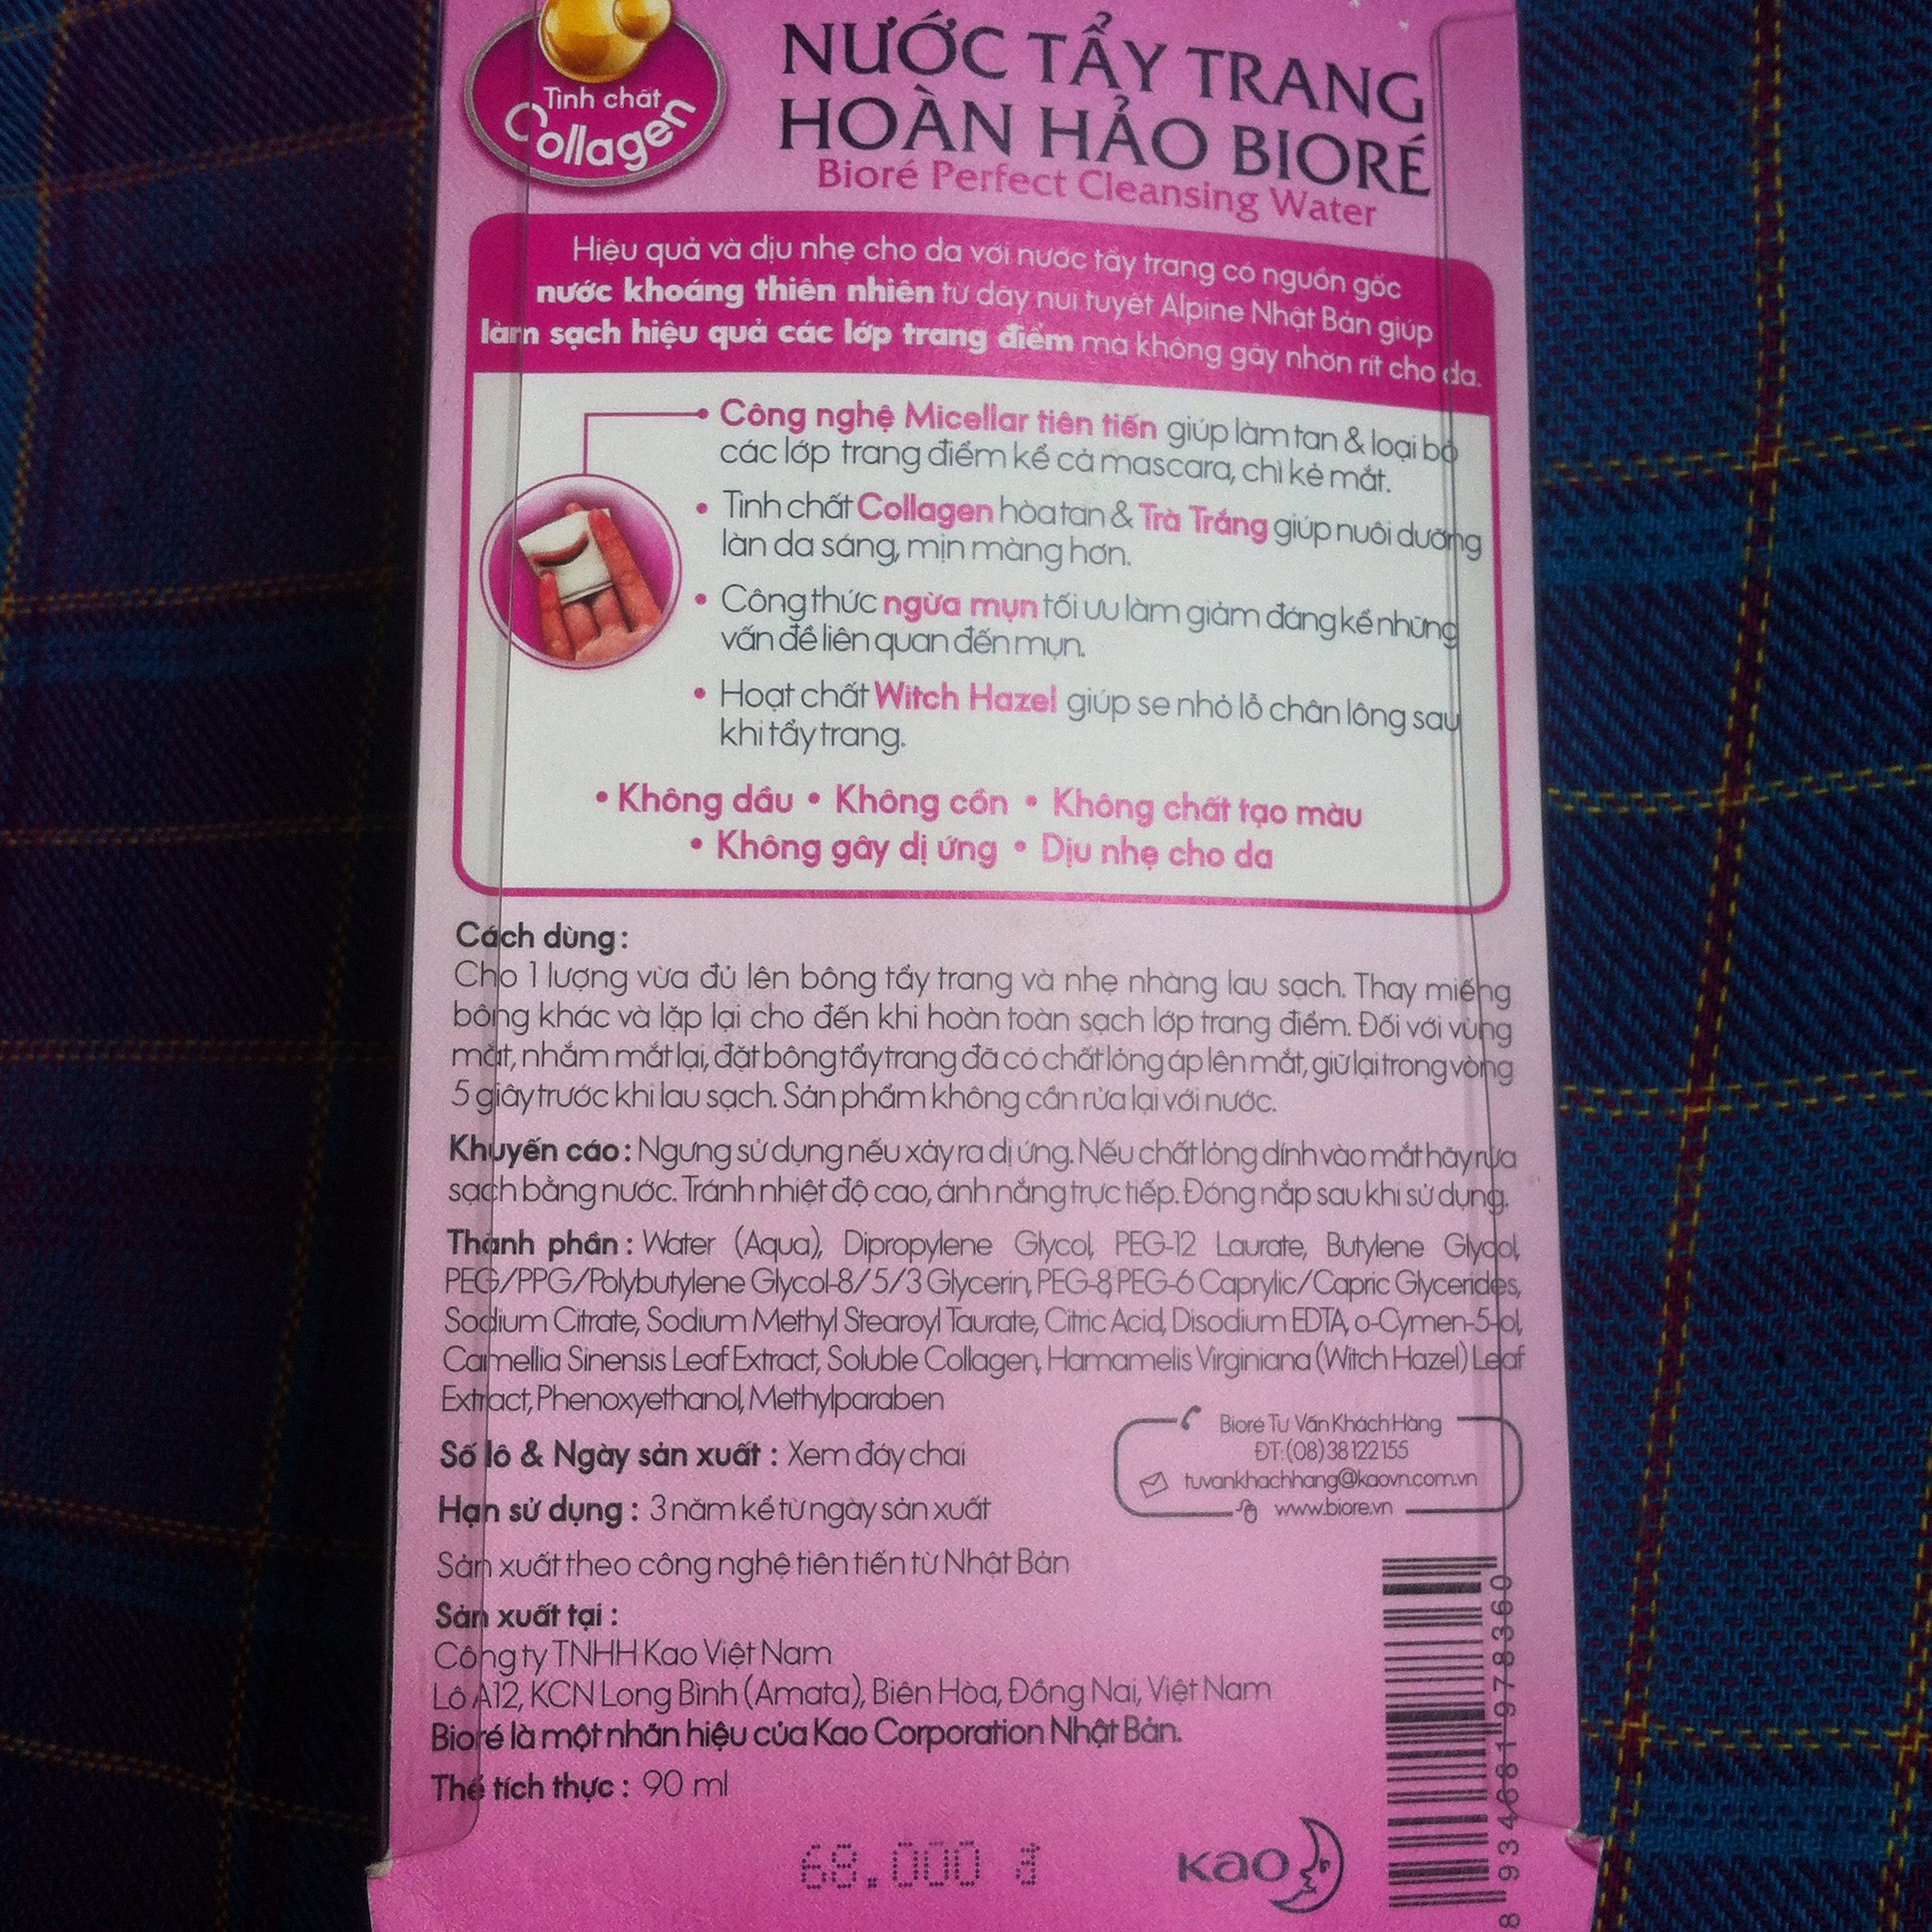 Tinh chất
Collagen
NƯỚC TẨY TRANG
HOÀN HẢO BIORÉ
Bioré Perfect Cleansing Water
Hiệu quả và dịu nhẹ cho da với nước tẩy trang có nguồn gốc
nước khoáng thiên nhiên từ dãy núi tuyết Alpine Nhật Bản giúp
làm sạch hiệu quả các lớp trang điểm mà không gây nhờn rít cho da.
• Công nghệ Micellar tiên tiến giúp làm tan & loại bỏ
các lớp trang điểm kể cả mascara, chì kẻ mắt.
• Tinh chất Collagen hòa tan & Trà Trắng giúp nuôi dưỡng
làn da sáng, mịn màng hơn.
• Công thức ngừa mụn tối ưu làm giảm đáng kể những
vấn đề liên quan đến mụn.
• Hoạt chất Witch Hazel giúp se nhỏ lỗ chân lông sau
khi tẩy trang.
• Không dầu • Không cồn • Không chất tạo màu
• Không gây dị ứng • Dịu nhẹ cho da
Cách dùng:
Cho 1 lượng vừa đủ lên bông tẩy trang và nhẹ nhàng lau sạch. Thay miếng
bông khác và lặp lại cho đến khi hoàn toàn sạch lớp trang điểm. Đối với vùng
mắt, nhắm mắt lại, đặt bông tẩy trang đã có chất lỏng áp lên mắt, giữ lại trong vòng
5 giây trước khi lau sạch. Sản phẩm không cần rửa lại với nước.
Khuyến cáo: Ngưng sử dụng nếu xảy ra dị ứng. Nếu chất lỏng dính vào mắt hãy rửa
sạch bằng nước. Tránh nhiệt độ cao, ánh nắng trực tiếp. Đóng nắp sau khi sử dụng.
Thành phần: Water (Aqua), Dipropylene Glycol, PEG-12 Laurate, Butylene Glycol,
PEG/PPG/Polybutylene Glycol-8/5/3 Glycerin, PEG-8, PEG-6 Caprylic/Capric Glycerides,
Sodium Citrate, Sodium Methyl Stearoyl Taurate, Citric Acid, Disodium EDTA, o-Cymen-5-ol,
Camellia Sinensis Leaf Extract, Soluble Collagen, Hamamelis Virginiana (Witch Hazel) Leaf
Extract, Phenoxyethanol, Methylparaben
Bioré Tư Vấn Khách Hàng
ĐT: (08) 38122155
tuvankhachhang@kaovn.com.vn
www.biore.vn
Số lô & Ngày sản xuất : Xem đáy chai
Hạn sử dụng : 3 năm kể từ ngày sản xuất
Sản xuất theo công nghệ tiên tiến từ Nhật Bản
Sản xuất tại :
Công ty TNHH Kao Việt Nam
Lô A12, KCN Long Bình (Amata), Biên Hòa, Đồng Nai, Việt Nam
Bioré là một nhãn hiệu của Kao Corporation Nhật Bản.
Thể tích thực : 90 ml
68.000 đ
Kao
8 934681 978360